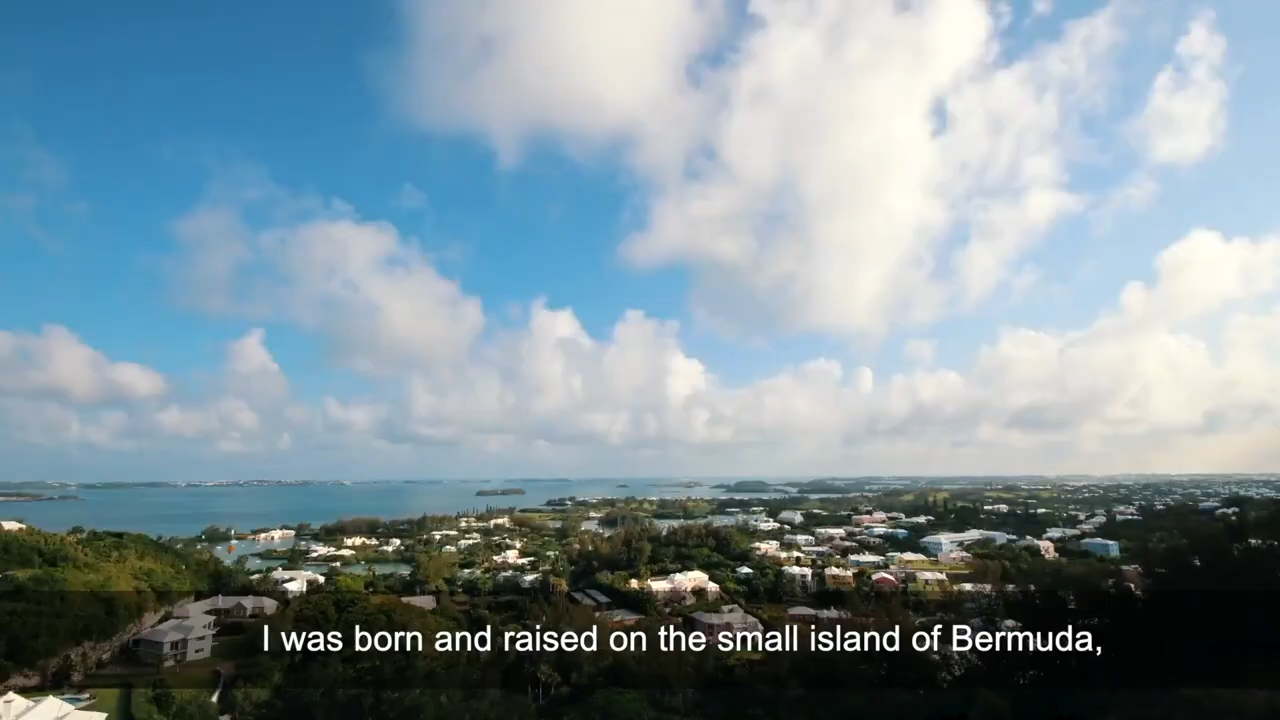 I was born and raised on the small island of Bermuda,